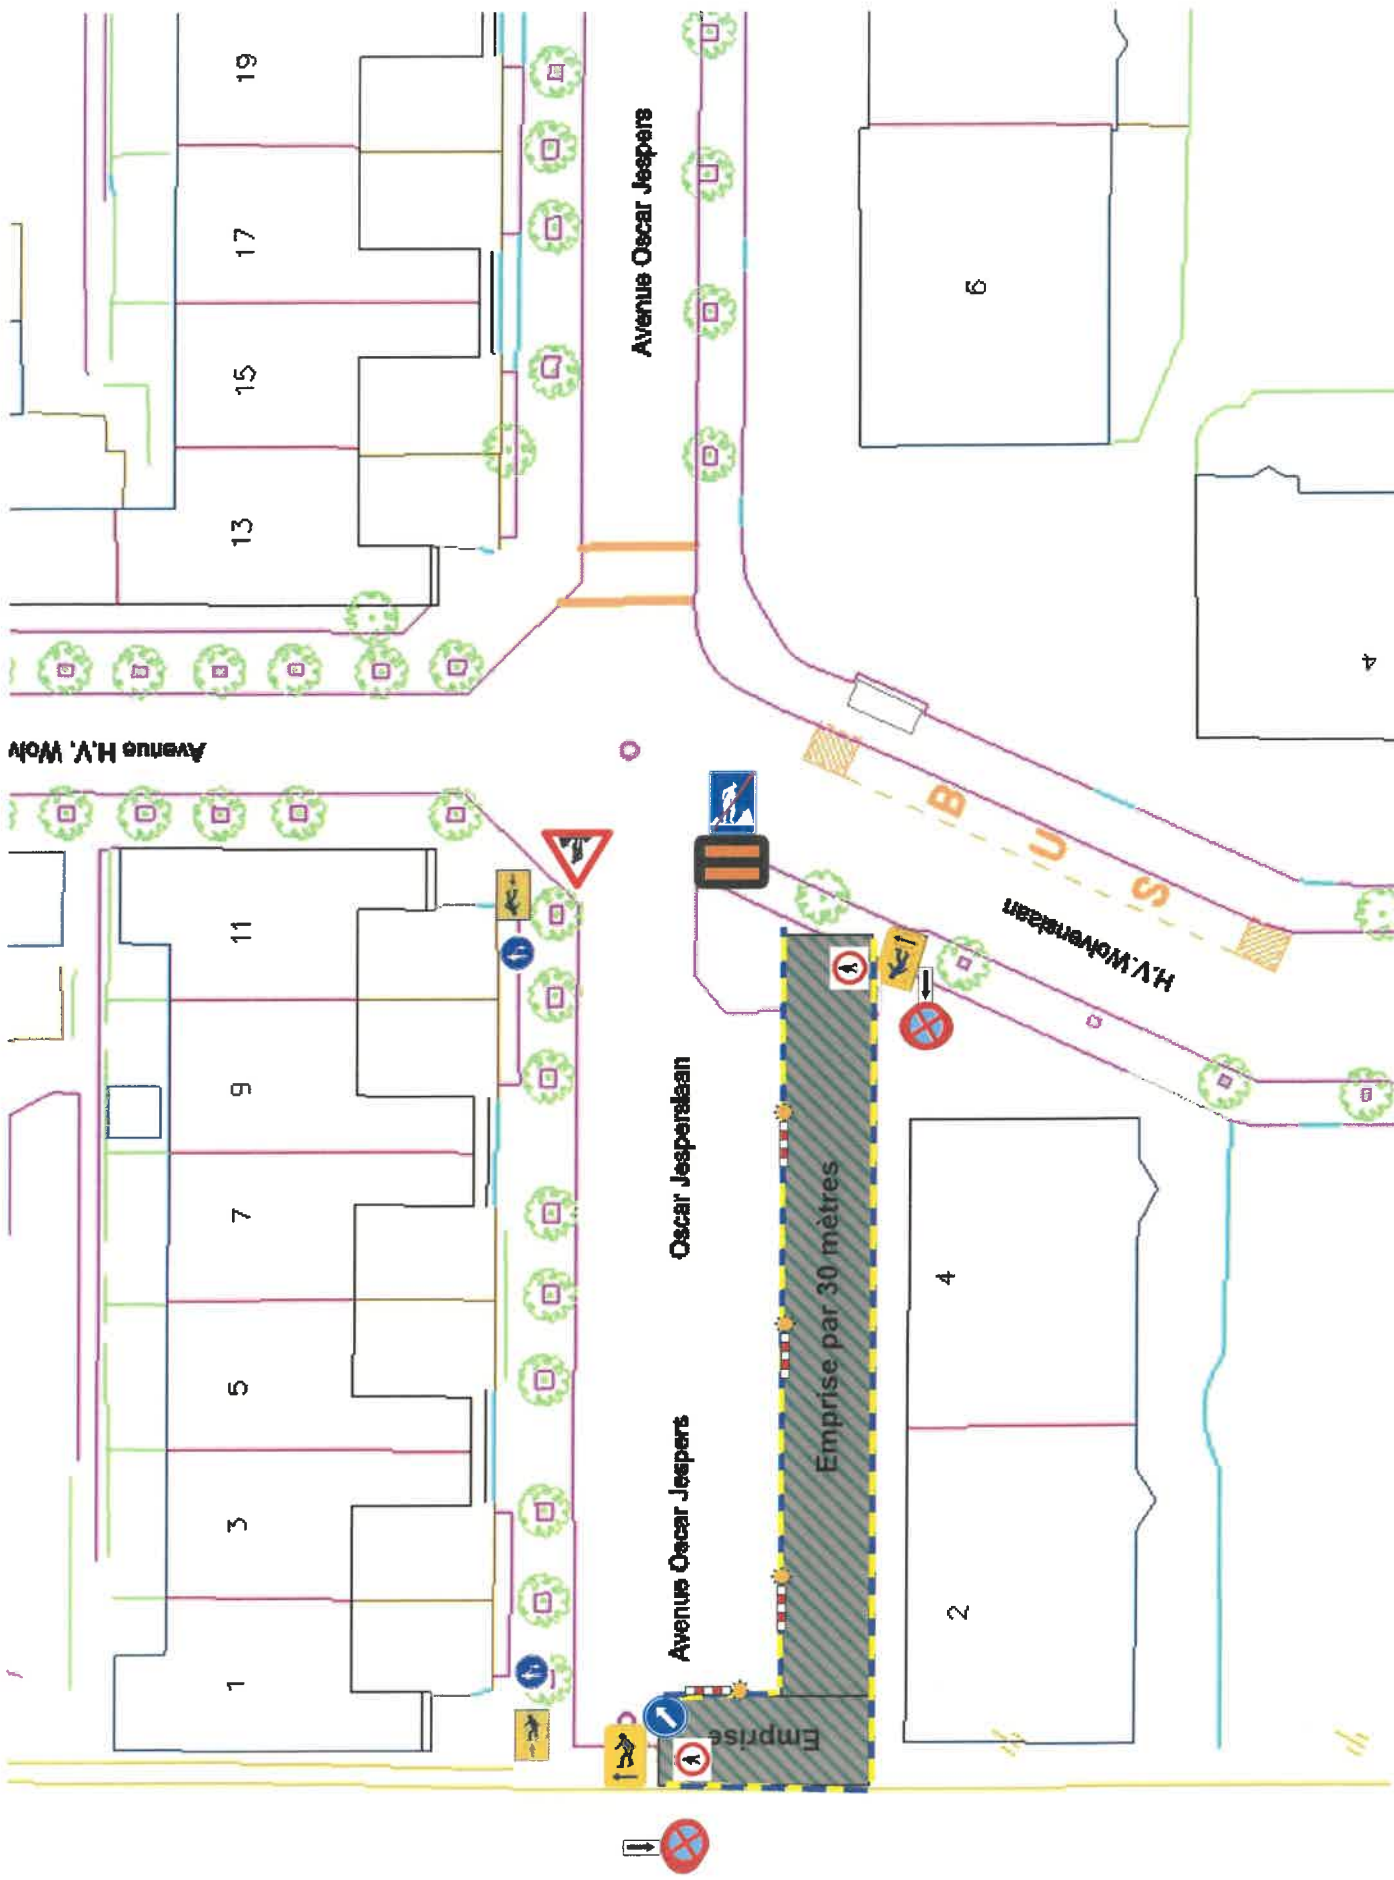 19
17
15
13
Avenue Oscar Jespers
6
4
Avenue H.V. Wolv
BUS
H.V.Wolvenlaan
11
9
7
5
3
1
Oscar Jesperslaan
Avenue Oscar Jespers
Emprise par 30 mètres
Emprise
4
2